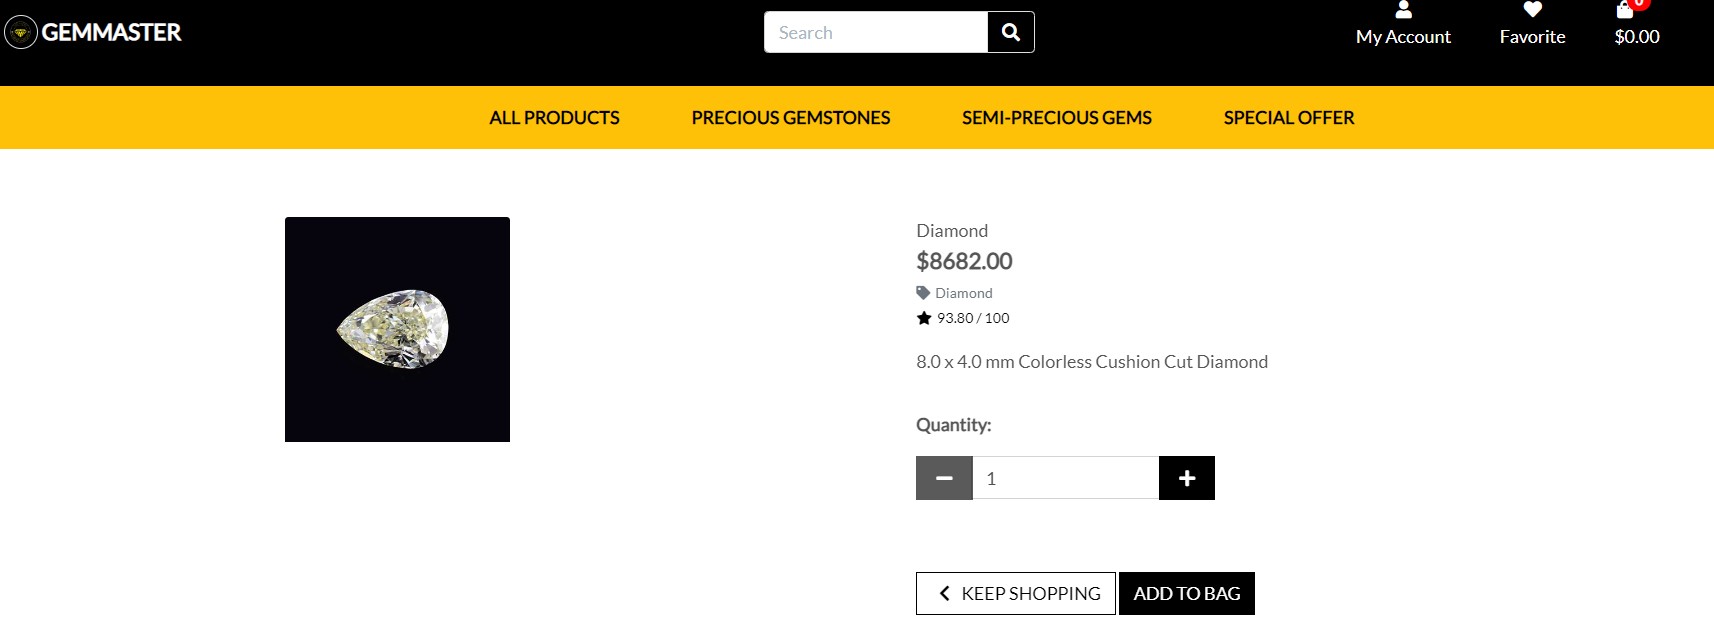 GEMMASTER
Search
0
My Account
Favorite
$0.00
ALL PRODUCTS
PRECIOUS GEMSTONES
SEMI-PRECIOUS GEMS
SPECIAL OFFER
Diamond
$8682.00
Diamond
93.80 / 100
8.0 x 4.0 mm Colorless Cushion Cut Diamond
Quantity:
1
KEEP SHOPPING
ADD TO BAG